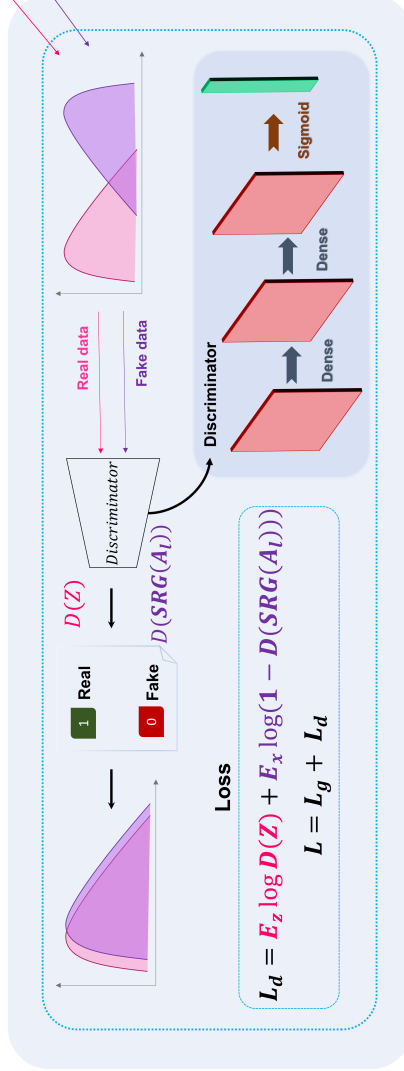 Real data
Fake data
Discriminator
D(Z)
D(SRG(A_l))
1 Real
0 Fake
Discriminator
Dense
Dense
Sigmoid
Loss
L_d = E_z log D(Z) + E_x log(1 − D(SRG(A_l)))
L = L_g + L_d